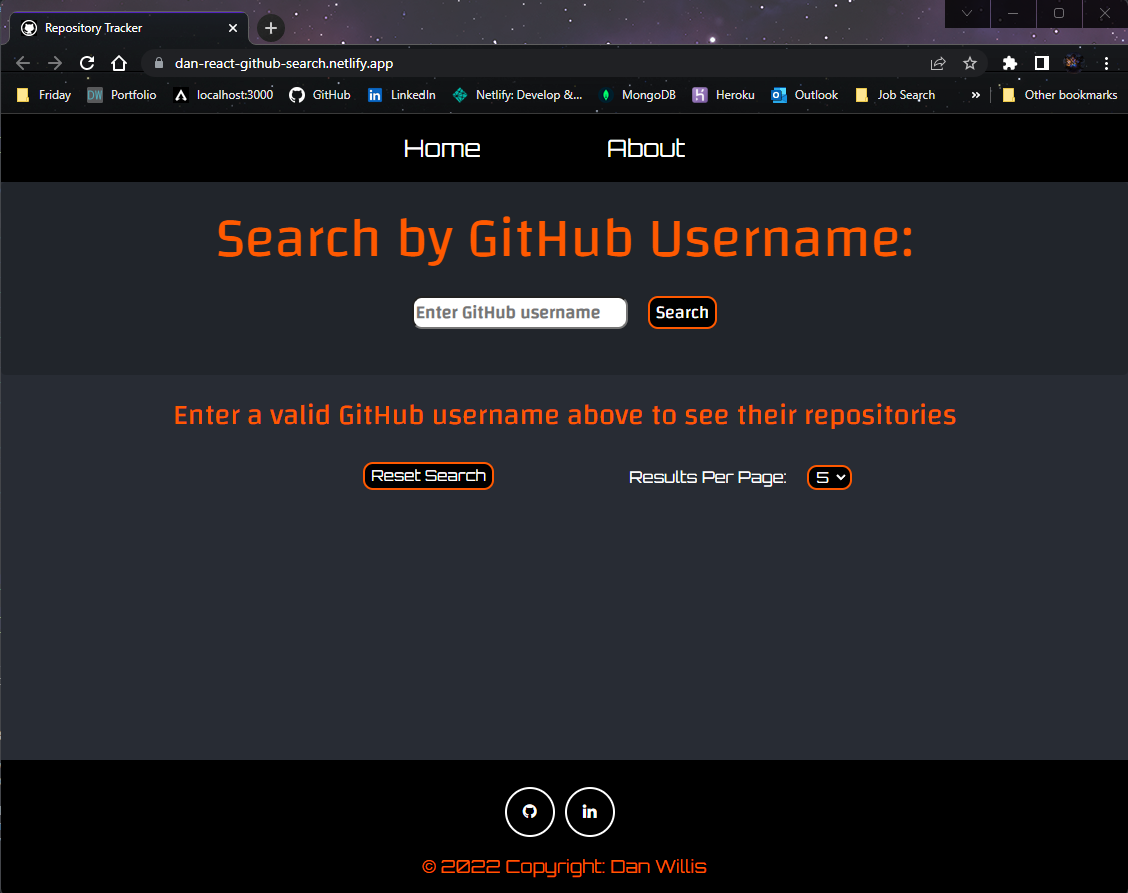 Repository Tracker
dan-react-github-search.netlify.app
Friday DW Portfolio localhost:3000 GitHub LinkedIn Netlify: Develop &... MongoDB Heroku Outlook Job Search » Other bookmarks
Home About
Search by GitHub Username:
Enter GitHub username Search
Enter a valid GitHub username above to see their repositories
Reset Search Results Per Page: 5
in
© 2022 Copyright: Dan Willis